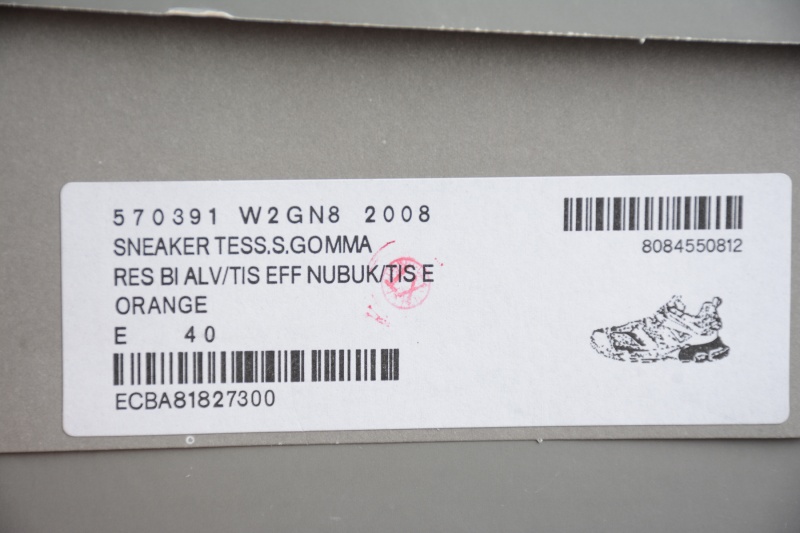 570391 W2GN8 2008
SNEAKER TESS.S.GOMMA
RES BI ALV/TIS EFF NUBUK/TIS E
ORANGE
E 40
ECBA81827300
8084550812